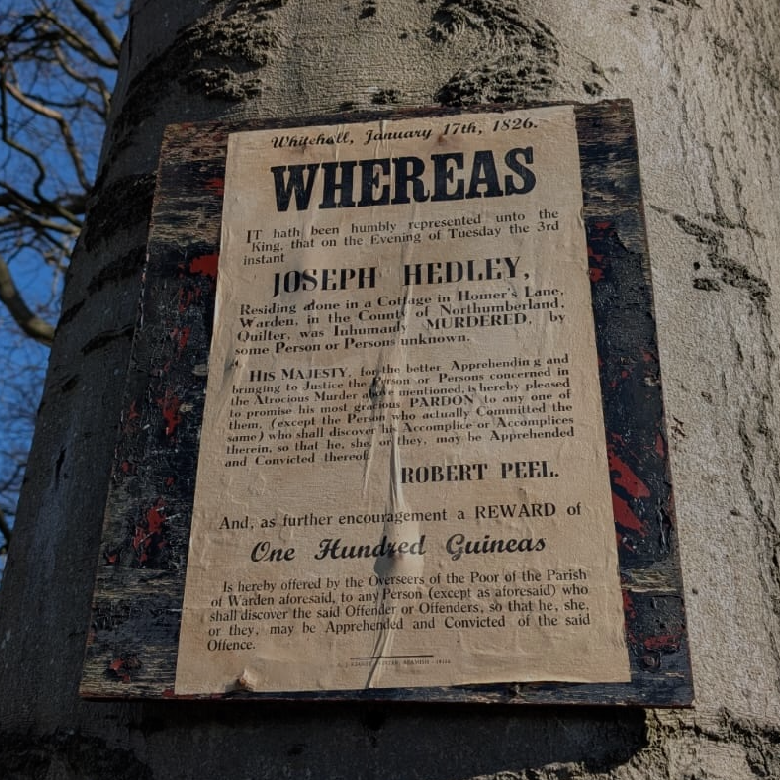 Whitehall, January 17th, 1826.
WHEREAS
IT hath been humbly represented unto the
King, that on the Evening of Tuesday the 3rd
instant
JOSEPH HEDLEY,
Residing alone in a Cottage in Homer's Lane,
Warden, in the County of Northumberland,
Quilter, was Inhumanly MURDERED, by
some Person or Persons unknown.
HIS MAJESTY, for the better Apprehending and
bringing to Justice the Person or Persons concerned in
the Atrocious Murder above mentioned, is hereby pleased
to promise his most gracious PARDON to any one of
them, (except the Person who actually Committed the
same) who shall discover his Accomplice or Accomplices
therein, so that he, she, or they, may be Apprehended
and Convicted thereof.
ROBERT PEEL.
And, as further encouragement a REWARD of
One Hundred Guineas
Is hereby offered by the Overseers of the Poor of the Parish
of Warden aforesaid, to any Person (except as aforesaid) who
shall discover the said Offender or Offenders, so that he, she,
or they, may be Apprehended and Convicted of the said
Offence.